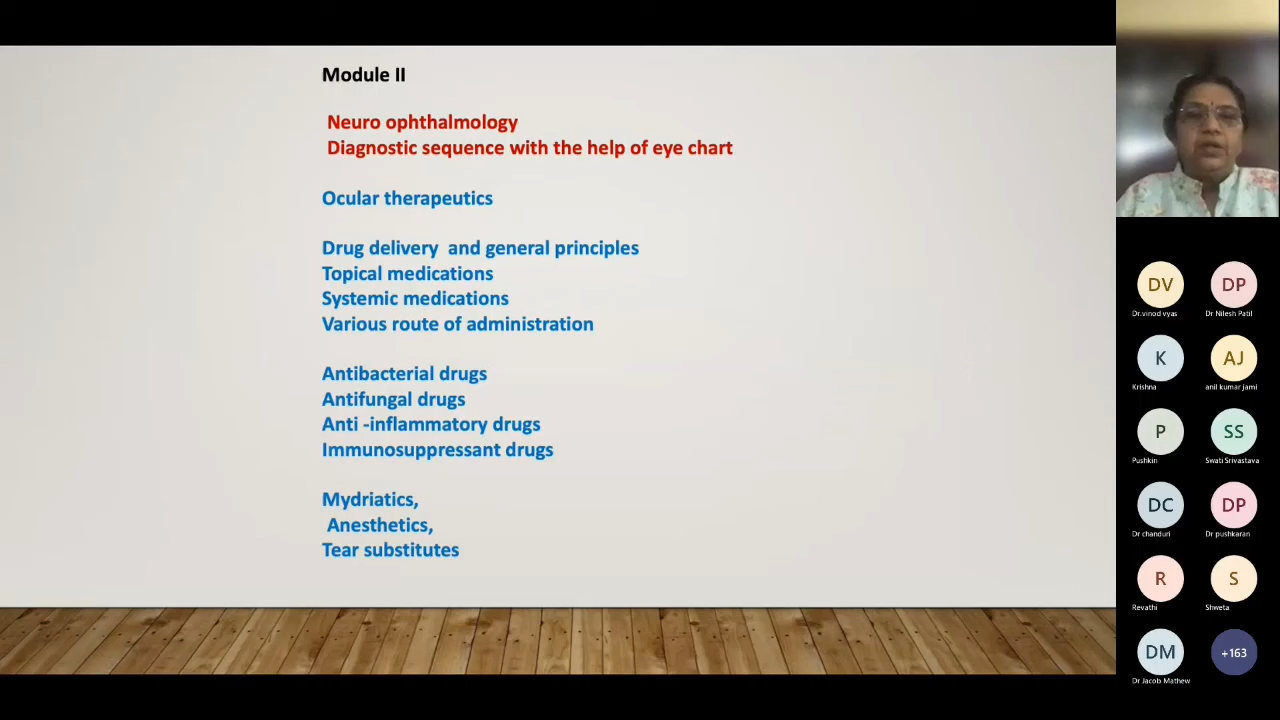 Module II
Neuro ophthalmology
Diagnostic sequence with the help of eye chart
Ocular therapeutics
Drug delivery  and general principles
Topical medications
Systemic medications
Various route of administration
Antibacterial drugs
Antifungal drugs
Anti -inflammatory drugs
Immunosuppressant drugs
Mydriatics,
Anesthetics,
Tear substitutes
DV DP
Dr.vinod vyas Dr Nilesh Patil
K AJ
Krishna anil kumar jami
P SS
Pushkin Swati Srivastava
DC DP
Dr chanduri Dr pushkaran
R S
Revathi Shweta
DM +163
Dr Jacob Mathew